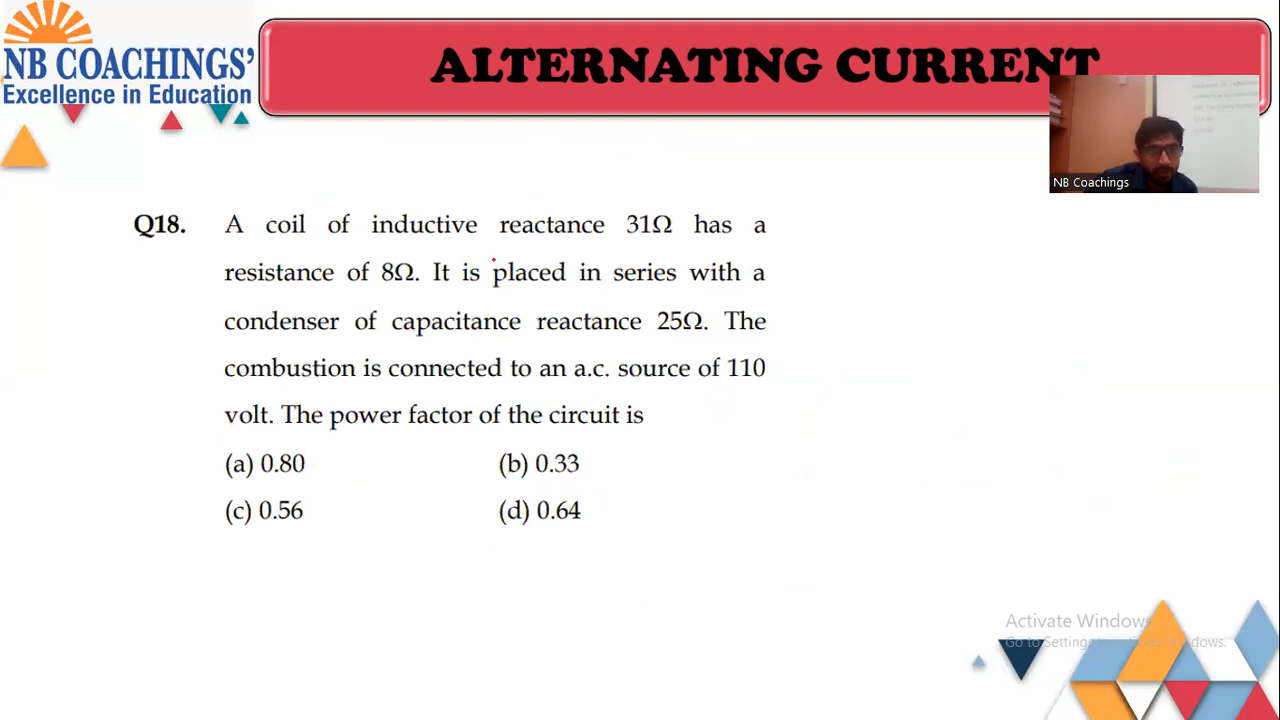 NB COACHINGS'
Excellence in Education
ALTERNATING CURRENT
NB Coachings
Q18. A coil of inductive reactance 31Ω has a
resistance of 8Ω. It is placed in series with a
condenser of capacitance reactance 25Ω. The
combustion is connected to an a.c. source of 110
volt. The power factor of the circuit is
(a) 0.80 (b) 0.33
(c) 0.56 (d) 0.64
Activate Windows
Go to Settings